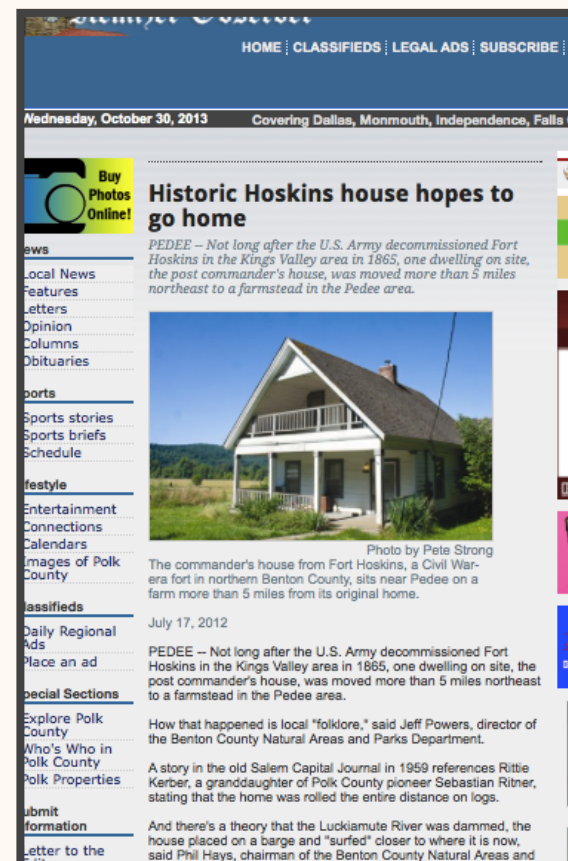 Itemizer Observer
HOME CLASSIFIEDS LEGAL ADS SUBSCRIBE
Wednesday, October 30, 2013
Covering Dallas, Monmouth, Independence, Falls
Buy
Photos
Online!
ews
Local News
Features
Letters
Opinion
Columns
Obituaries
ports
Sports stories
Sports briefs
Schedule
festyle
Entertainment
Connections
Calendars
Images of Polk
County
lassifieds
Daily Regional
Ads
Place an ad
pecial Sections
Explore Polk
County
Who's Who in
Polk County
Polk Properties
ubmit
formation
Letter to the
Historic Hoskins house hopes to
go home
PEDEE -- Not long after the U.S. Army decommissioned Fort
Hoskins in the Kings Valley area in 1865, one dwelling on site,
the post commander's house, was moved more than 5 miles
northeast to a farmstead in the Pedee area.
Photo by Pete Strong
The commander's house from Fort Hoskins, a Civil War-
era fort in northern Benton County, sits near Pedee on a
farm more than 5 miles from its original home.
July 17, 2012
PEDEE -- Not long after the U.S. Army decommissioned Fort
Hoskins in the Kings Valley area in 1865, one dwelling on site, the
post commander's house, was moved more than 5 miles northeast
to a farmstead in the Pedee area.
How that happened is local "folklore," said Jeff Powers, director of
the Benton County Natural Areas and Parks Department.
A story in the old Salem Capital Journal in 1959 references Rittie
Kerber, a granddaughter of Polk County pioneer Sebastian Ritner,
stating that the home was rolled the entire distance on logs.
And there's a theory that the Luckiamute River was dammed, the
house placed on a barge and "surfed" closer to where it is now,
said Phil Hays, chairman of the Benton County Natural Areas and